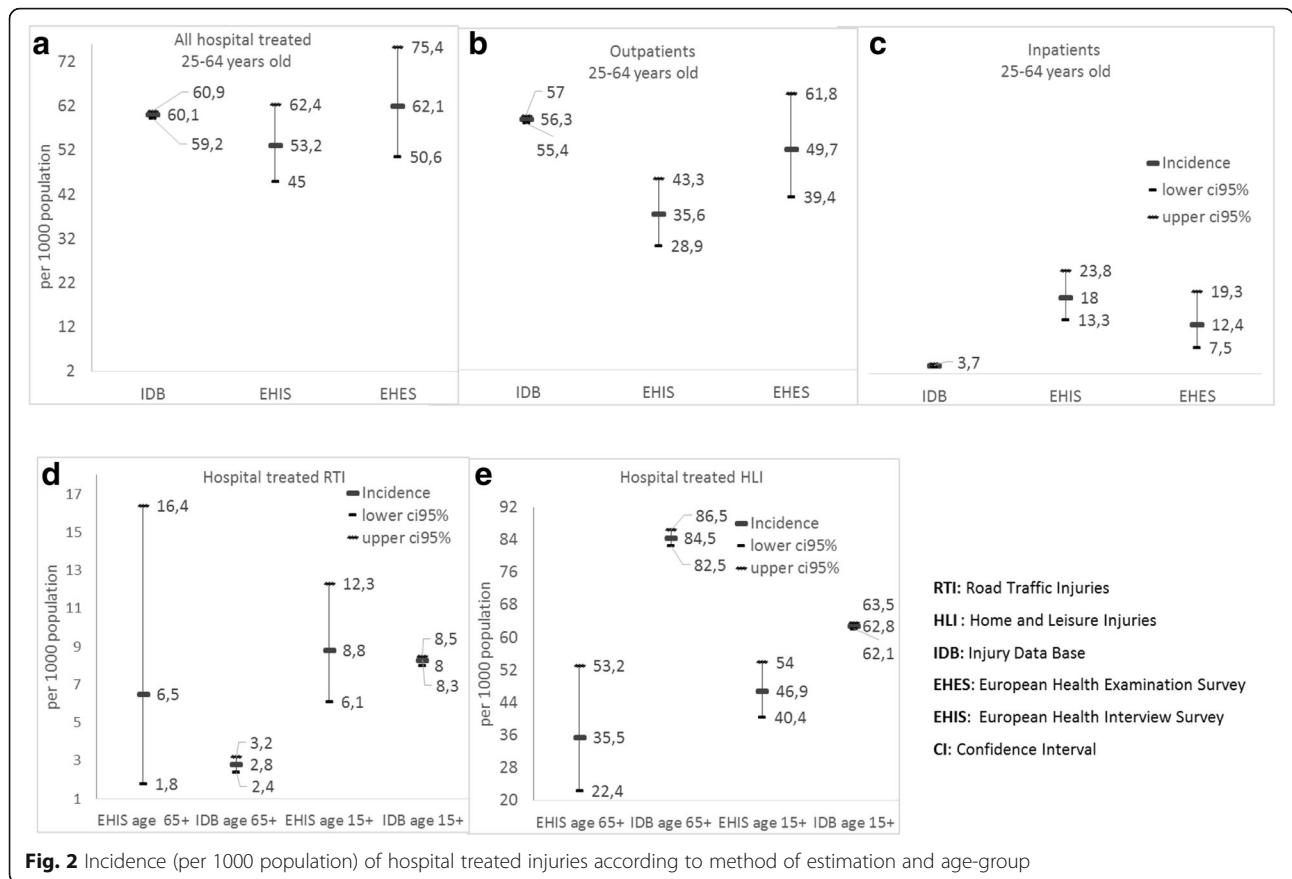 a
All hospital treated
25-64 years old
per 1000 population
72
62
52
42
32
22
12
2
60,9
60,1
59,2
62,4
53,2
45
75,4
62,1
50,6
IDB
EHIS
EHES
b
Outpatients
25-64 years old
57
56,3
55,4
43,3
35,6
28,9
61,8
49,7
39,4
IDB
EHIS
EHES
c
Inpatients
25-64 years old
Incidence
lower ci95%
upper ci95%
3,7
23,8
18
13,3
19,3
12,4
7,5
IDB
EHIS
EHES
d
Hospital treated RTI
Incidence
lower ci95%
upper ci95%
per 1000 population
17
15
13
11
9
7
5
3
1
16,4
6,5
1,8
3,2
2,8
2,4
12,3
8,8
6,1
8,5
8
8,3
EHIS age 65+
IDB age 65+
EHIS age 15+
IDB age 15+
e
Hospital treated HLI
Incidence
lower ci95%
upper ci95%
per 1000 population
92
84
76
68
60
52
44
36
28
20
53,2
35,5
22,4
86,5
84,5
82,5
54
46,9
40,4
63,5
62,8
62,1
EHIS age 65+
IDB age 65+
EHIS age 15+
IDB age 15+
RTI: Road Traffic Injuries
HLI : Home and Leisure Injuries
IDB: Injury Data Base
EHES: European Health Examination Survey
EHIS: European Health Interview Survey
CI: Confidence Interval
Fig. 2 Incidence (per 1000 population) of hospital treated injuries according to method of estimation and age-group